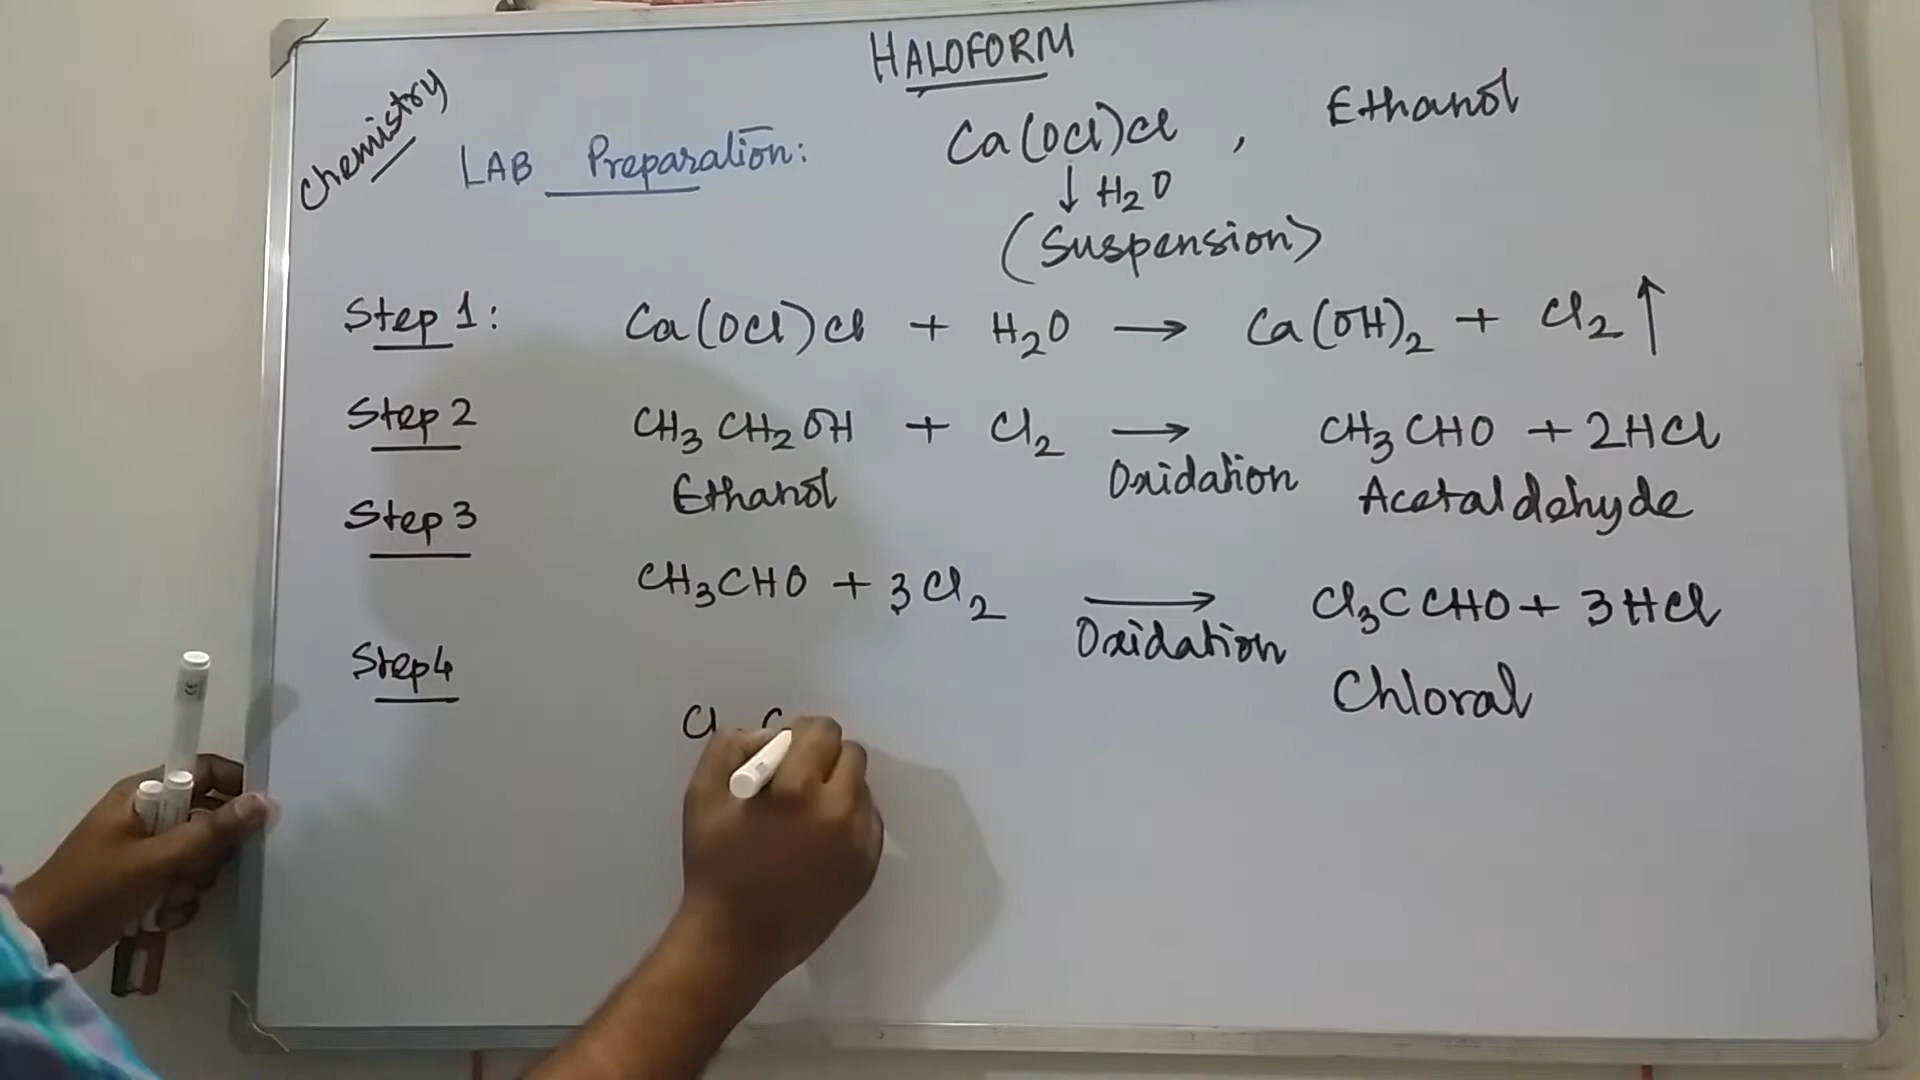 HALOFORM
Chemistry
LAB Preparation:
Ca(OCl)Cl , Ethanol
↓ H₂O
(Suspension)
Step 1: Ca(OCl)Cl + H₂O → Ca(OH)₂ + Cl₂↑
Step 2 CH₃CH₂OH + Cl₂ → CH₃CHO + 2HCl
Ethanol Oxidation Acetaldehyde
Step 3
CH₃CHO + 3Cl₂ → Cl₃CCHO + 3HCl
Oxidation
Step 4 Chloral
Cl